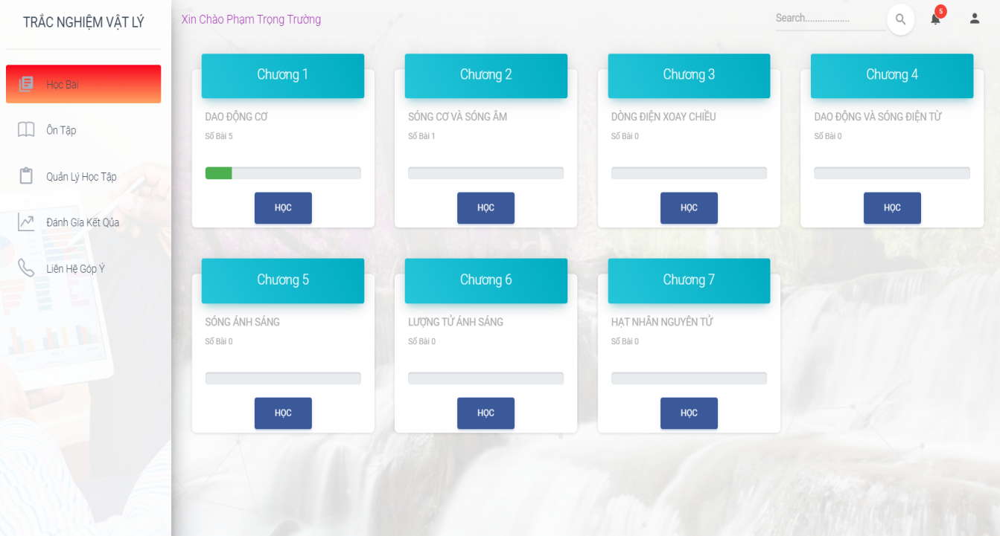 TRẮC NGHIỆM VẬT LÝ
Xin Chào Phạm Trọng Trường
Search..................
5
Học Bài
Ôn Tập
Quản Lý Học Tập
Đánh Gía Kết Qủa
Liên Hệ Góp Ý
Chương 1
DAO ĐỘNG CƠ
Số Bài 5
HỌC
Chương 2
SÓNG CƠ VÀ SÓNG ÂM
Số Bài 1
HỌC
Chương 3
DÒNG ĐIỆN XOAY CHIỀU
Số Bài 0
HỌC
Chương 4
DAO ĐỘNG VÀ SÓNG ĐIỆN TỪ
Số Bài 0
HỌC
Chương 5
SÓNG ÁNH SÁNG
Số Bài 0
HỌC
Chương 6
LƯỢNG TỬ ÁNH SÁNG
Số Bài 0
HỌC
Chương 7
HẠT NHÂN NGUYÊN TỬ
Số Bài 0
HỌC